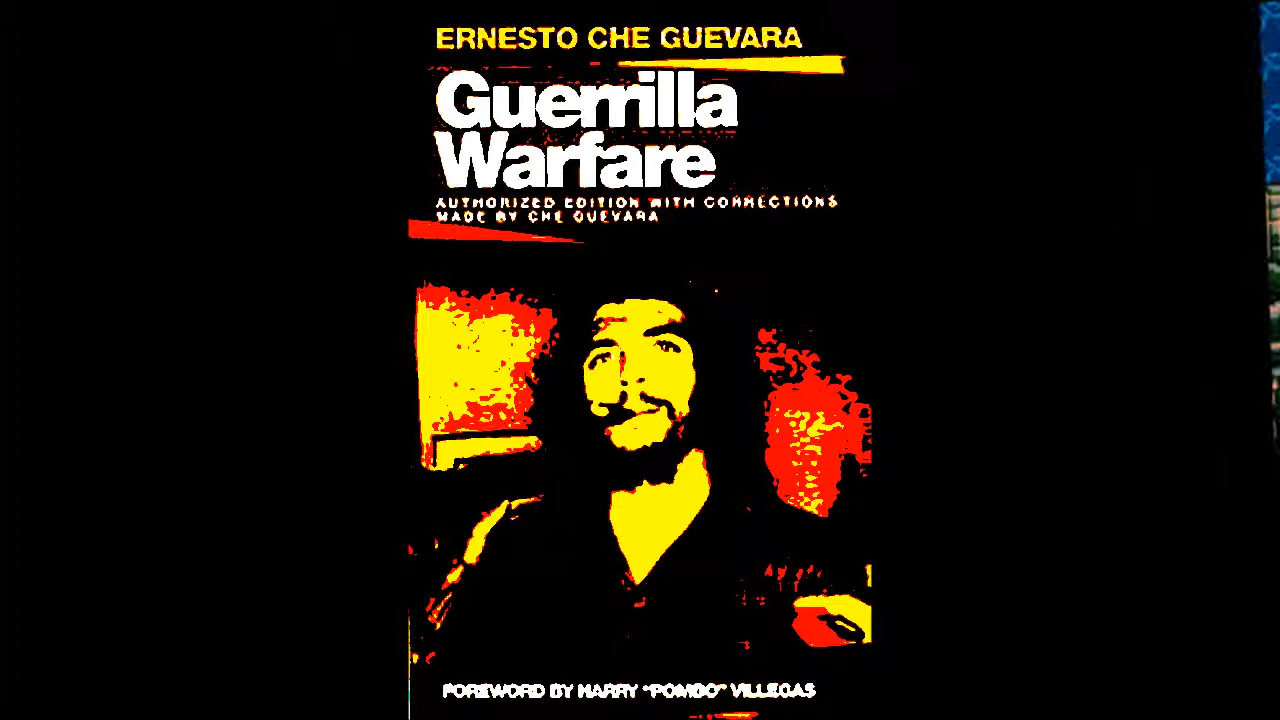 ERNESTO CHE GUEVARA
Guerrilla
Warfare
AUTHORIZED EDITION WITH CORRECTIONS
MADE BY CHE GUEVARA
FOREWORD BY HARRY "POMBO" VILLEGAS